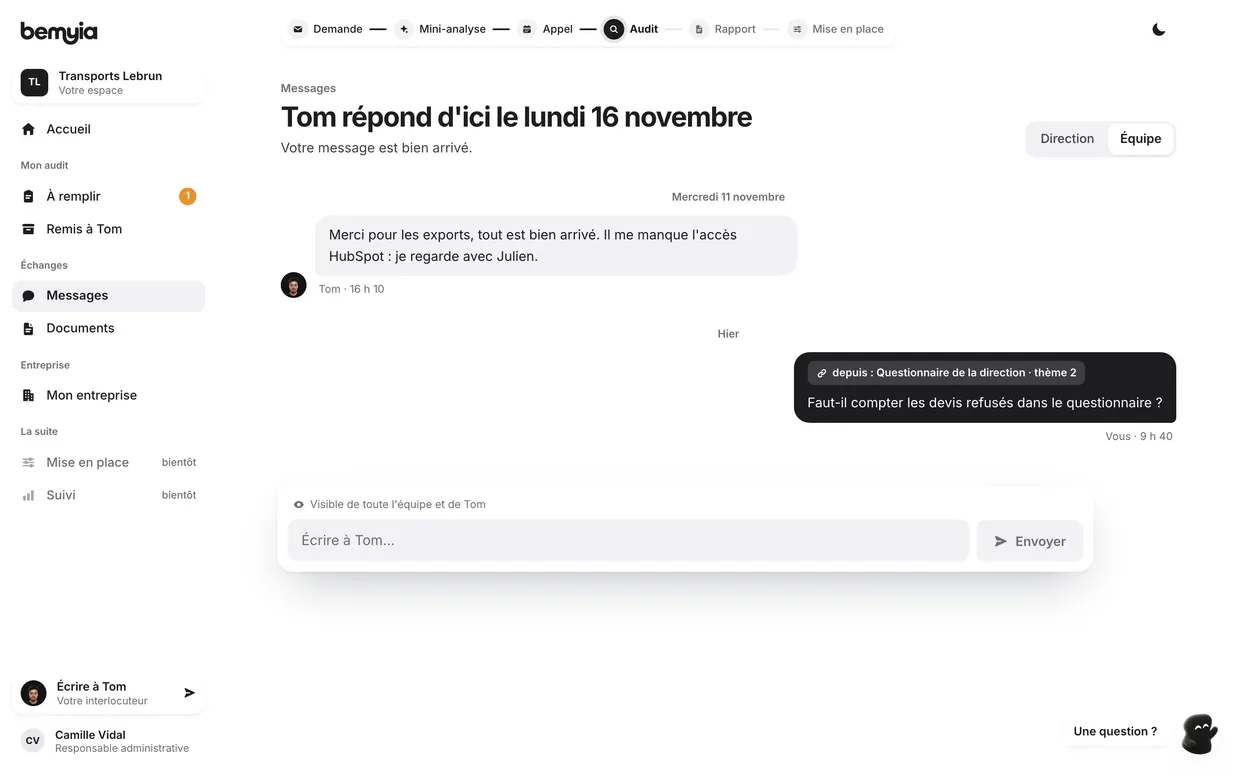 bemyia
Demande
Mini-analyse
Appel
Audit
Rapport
Mise en place
TL
Transports Lebrun
Votre espace
Accueil
Mon audit
À remplir
1
Remis à Tom
Échanges
Messages
Documents
Entreprise
Mon entreprise
La suite
Mise en place
bientôt
Suivi
bientôt
Écrire à Tom
Votre interlocuteur
CV
Camille Vidal
Responsable administrative
Messages
Tom répond d'ici le lundi 16 novembre
Votre message est bien arrivé.
Direction
Équipe
Mercredi 11 novembre
Merci pour les exports, tout est bien arrivé. Il me manque l'accès
HubSpot : je regarde avec Julien.
Tom · 16 h 10
Hier
depuis : Questionnaire de la direction · thème 2
Faut-il compter les devis refusés dans le questionnaire ?
Vous · 9 h 40
Visible de toute l'équipe et de Tom
Écrire à Tom...
Envoyer
Une question ?